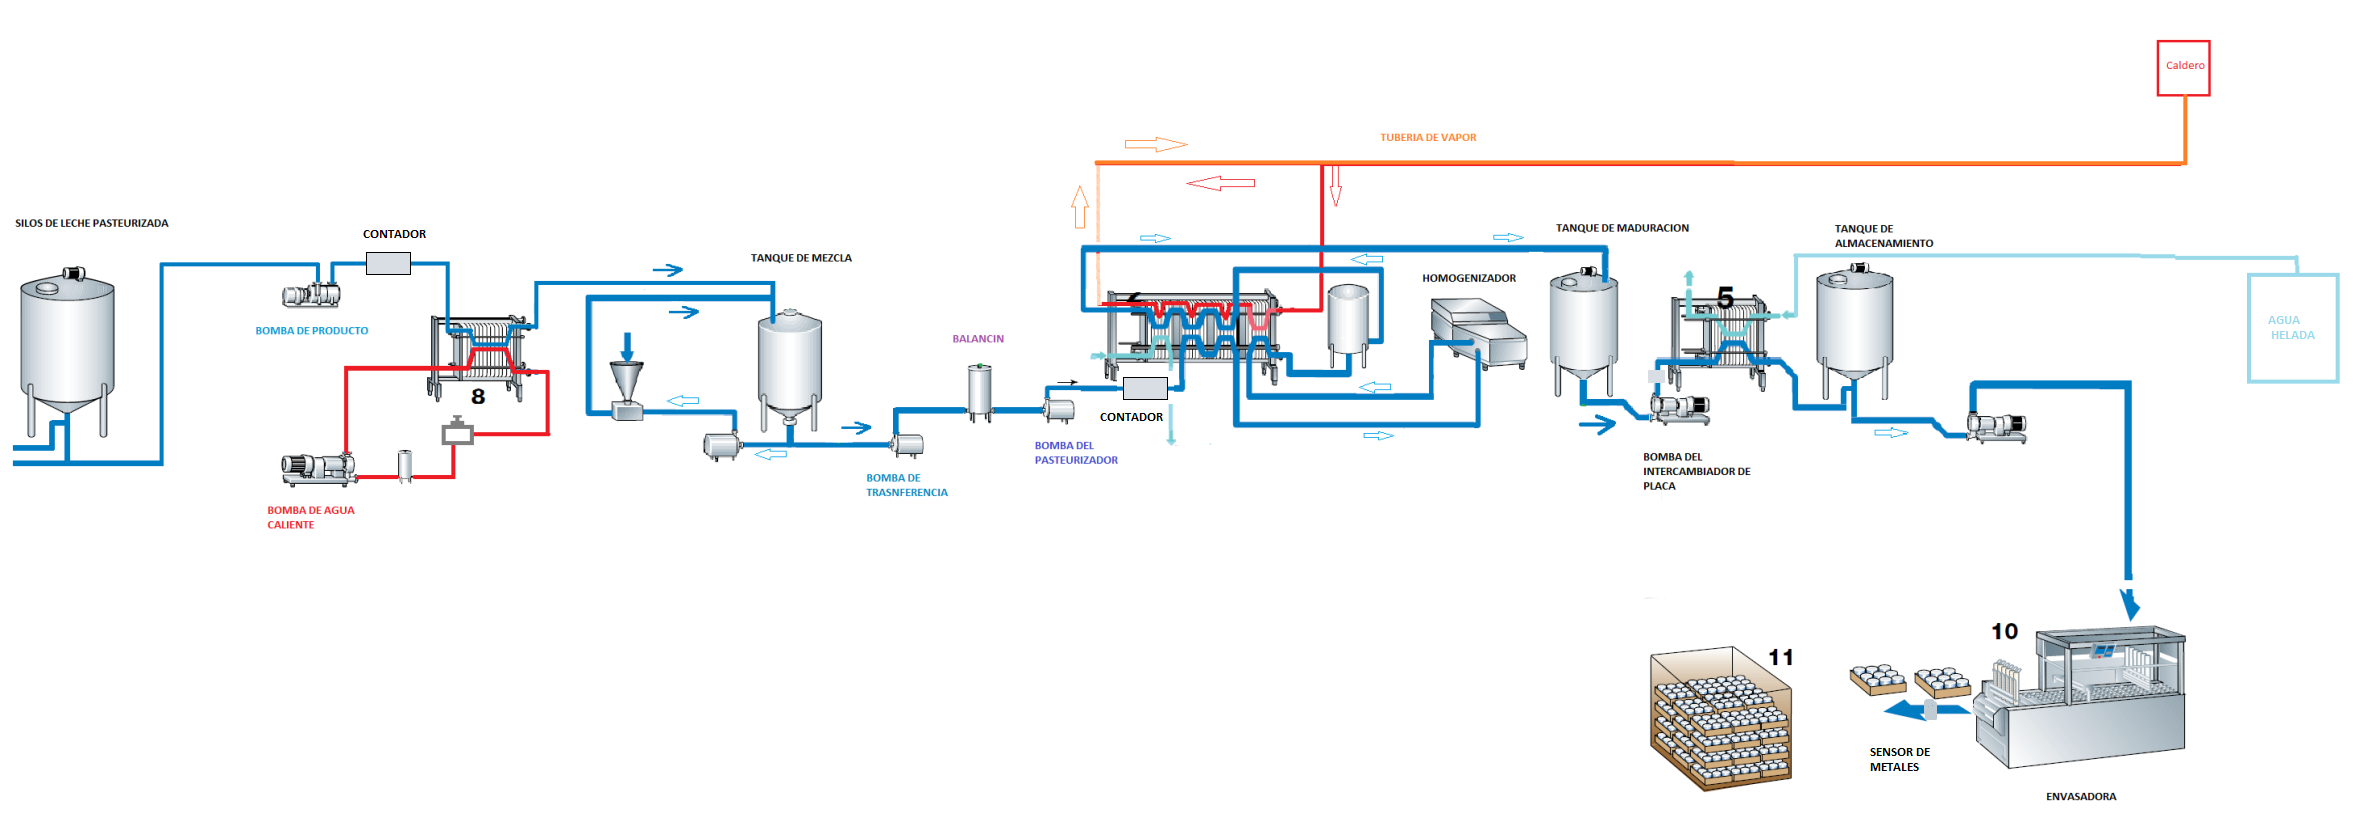 Caldero
TUBERIA DE VAPOR
SILOS DE LECHE PASTEURIZADA
CONTADOR
TANQUE DE MEZCLA
TANQUE DE MADURACION
TANQUE DE
ALMACENAMIENTO
HOMOGENIZADOR
BOMBA DE PRODUCTO
BALANCIN
5
AGUA
HELADA
8
CONTADOR
BOMBA DEL
PASTEURIZADOR
BOMBA DE
TRASNFERENCIA
BOMBA DEL
INTERCAMBIADOR DE
PLACA
BOMBA DE AGUA
CALIENTE
10
11
SENSOR DE
METALES
ENVASADORA